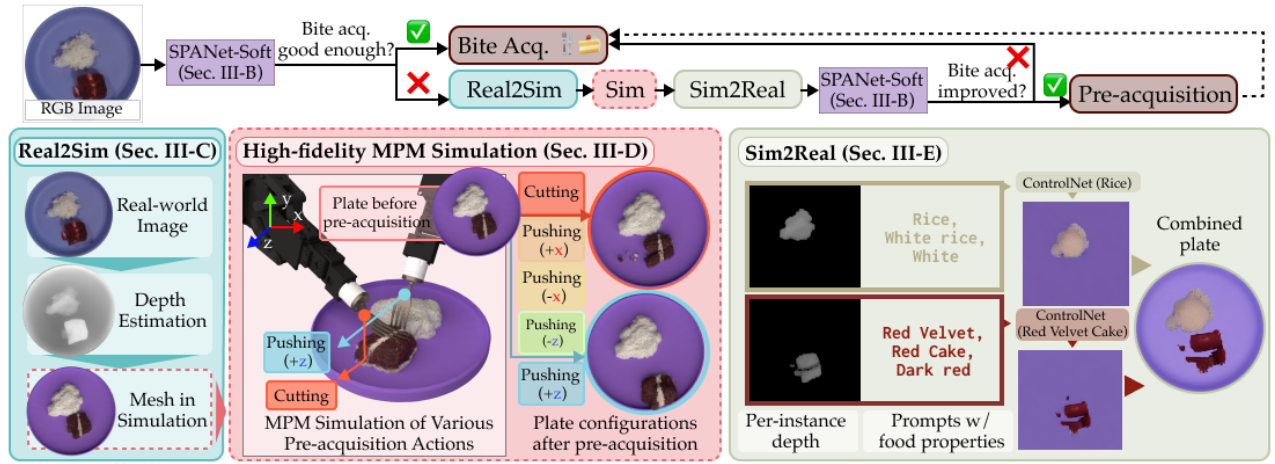 RGB Image
SPANet-Soft
(Sec. III-B)
Bite acq.
good enough?
Bite Acq.
Real2Sim
Sim
Sim2Real
SPANet-Soft
(Sec. III-B)
Bite acq.
improved?
Pre-acquisition
Real2Sim (Sec. III-C)
Real-world
Image
Depth
Estimation
Mesh in
Simulation
High-fidelity MPM Simulation (Sec. III-D)
Plate before
pre-acquisition
y
x
z
Pushing
(+z)
Cutting
MPM Simulation of Various
Pre-acquisition Actions
Cutting
Pushing
(+x)
Pushing
(-x)
Pushing
(-z)
Pushing
(+z)
Plate configurations
after pre-acquisition
Sim2Real (Sec. III-E)
Rice,
White rice,
White
Red Velvet,
Red Cake,
Dark red
Per-instance
depth
Prompts w/
food properties
ControlNet (Rice)
ControlNet
(Red Velvet Cake)
Combined
plate